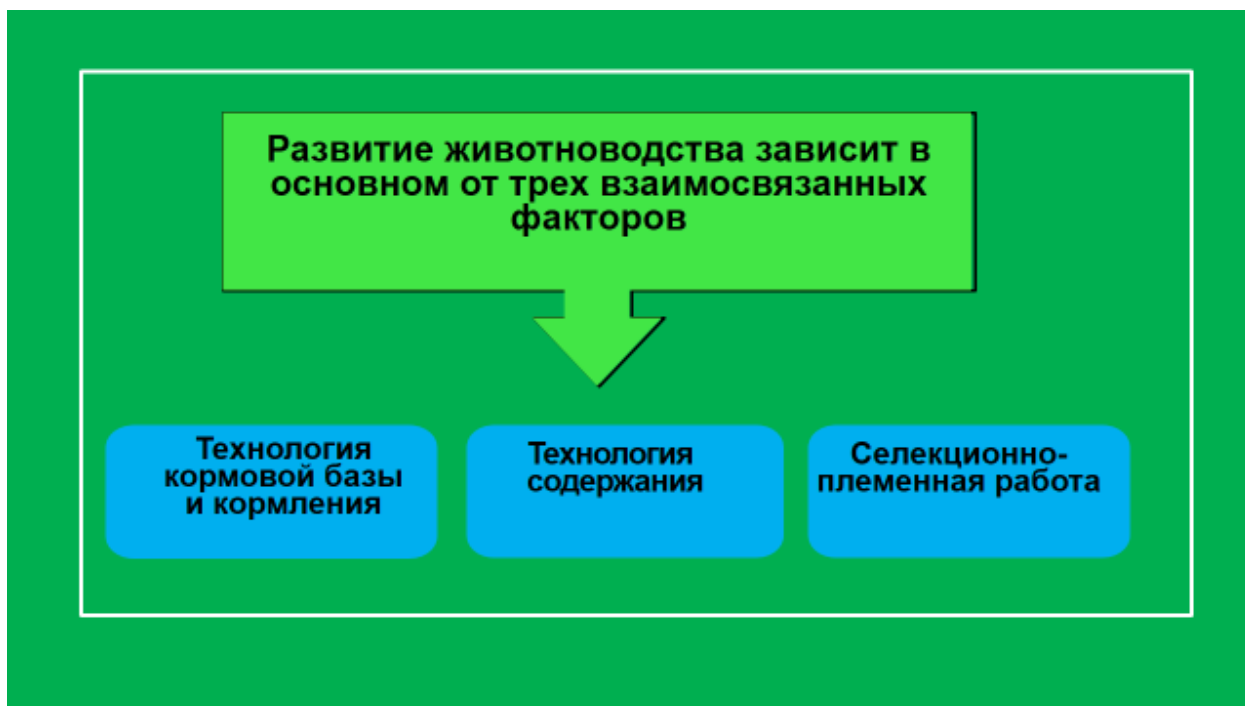 Развитие животноводства зависит в
основном от трех взаимосвязанных
факторов
Технология
кормовой базы
и кормления
Технология
содержания
Селекционно-
племенная работа